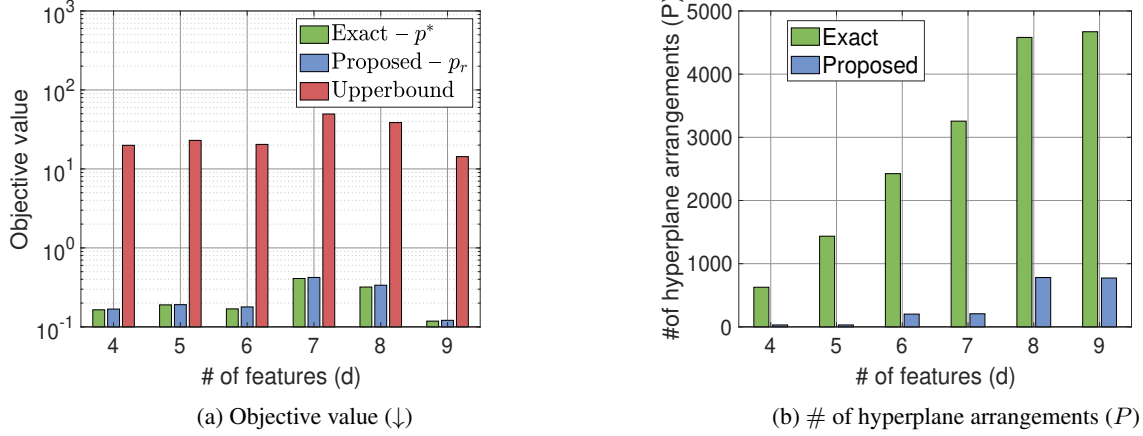 10^3
10^2
10^1
10^0
10^-1
Objective value
Exact – p*
Proposed – p_r
Upperbound
4 5 6 7 8 9
# of features (d)
(a) Objective value (↓)
5000
4000
3000
2000
1000
0
#of hyperplane arrangements (P)
Exact
Proposed
4 5 6 7 8 9
# of features (d)
(b) # of hyperplane arrangements (P)